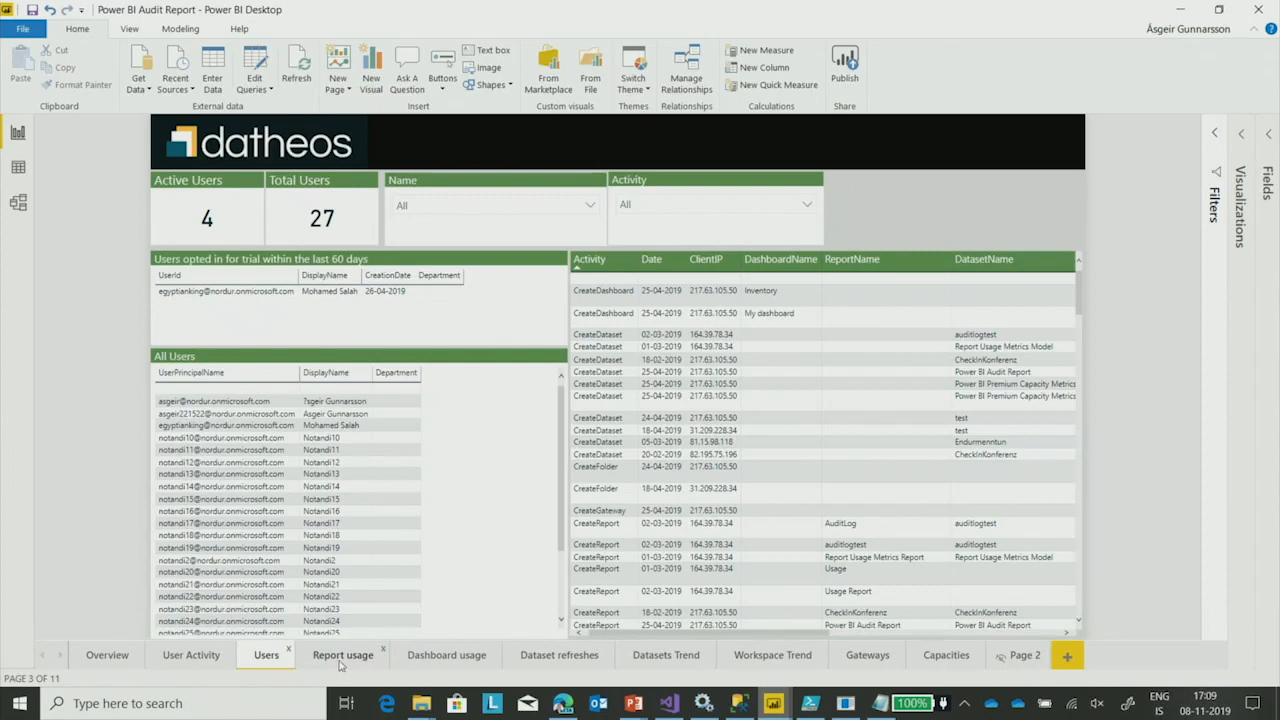 Power BI Audit Report - Power BI Desktop
File Home View Modeling Help
Ásgeir Gunnarsson
Paste
Cut
Copy
Format Painter
Clipboard
Get Data
Recent Sources
Enter Data
Edit Queries
Refresh
External data
New Page
New Visual
Ask A Question
Buttons
Text box
Image
Shapes
Insert
From Marketplace
From File
Custom visuals
Switch Theme
Themes
Manage Relationships
Relationships
New Measure
New Column
New Quick Measure
Calculations
Publish
Share
datheos
Active Users
4
Total Users
27
Name
All
Activity
All
Users opted in for trial within the last 60 days
UserId DisplayName CreationDate Department
egyptianking@nordur.onmicrosoft.com Mohamed Salah 26-04-2019
All Users
UserPrincipalName DisplayName Department
asgeir@nordur.onmicrosoft.com ?sgeir Gunnarsson
asgeir221522@nordur.onmicrosoft.com Asgeir Gunnarsson
egyptianking@nordur.onmicrosoft.com Mohamed Salah
notandi10@nordur.onmicrosoft.com Notandi10
notandi11@nordur.onmicrosoft.com Notandi11
notandi12@nordur.onmicrosoft.com Notandi12
notandi13@nordur.onmicrosoft.com Notandi13
notandi14@nordur.onmicrosoft.com Notandi14
notandi15@nordur.onmicrosoft.com Notandi15
notandi16@nordur.onmicrosoft.com Notandi16
notandi17@nordur.onmicrosoft.com Notandi17
notandi18@nordur.onmicrosoft.com Notandi18
notandi19@nordur.onmicrosoft.com Notandi19
notandi2@nordur.onmicrosoft.com Notandi2
notandi20@nordur.onmicrosoft.com Notandi20
notandi21@nordur.onmicrosoft.com Notandi21
notandi22@nordur.onmicrosoft.com Notandi22
notandi23@nordur.onmicrosoft.com Notandi23
notandi24@nordur.onmicrosoft.com Notandi24
notandi25@nordur.onmicrosoft.com Notandi25
Activity Date ClientIP DashboardName ReportName DatasetName
CreateDashboard 25-04-2019 217.63.105.50 Inventory
CreateDashboard 25-04-2019 217.63.105.50 My dashboard
CreateDataset 02-03-2019 164.39.78.34 auditlogtest
CreateDataset 01-03-2019 164.39.78.34 Report Usage Metrics Model
CreateDataset 18-02-2019 217.63.105.50 CheckInKonferenz
CreateDataset 25-04-2019 217.63.105.50 Power BI Audit Report
CreateDataset 25-04-2019 217.63.105.50 Power BI Premium Capacity Metrics
CreateDataset 25-04-2019 217.63.105.50 Power BI Premium Capacity Metrics
CreateDataset 24-04-2019 217.63.105.50 test
CreateDataset 18-04-2019 31.209.228.34 test
CreateDataset 05-03-2019 81.15.98.118 Endurmenntun
CreateDataset 20-02-2019 82.195.75.196 CheckInKonferenz
CreateFolder 24-04-2019 217.63.105.50
CreateFolder 18-04-2019 31.209.228.34
CreateGateway 25-04-2019 217.63.105.50
CreateReport 02-03-2019 164.39.78.34 AuditLog auditlogtest
CreateReport 02-03-2019 164.39.78.34 auditlogtest auditlogtest
CreateReport 01-03-2019 164.39.78.34 Report Usage Metrics Report Report Usage Metrics Model
CreateReport 01-03-2019 164.39.78.34 Usage
CreateReport 02-03-2019 164.39.78.34 Usage Report
CreateReport 18-02-2019 217.63.105.50 CheckInKonferenz CheckInKonferenz
CreateReport 25-04-2019 217.63.105.50 Power BI Audit Report Power BI Audit Report
Filters
Visualizations
Fields
Overview User Activity Users Report usage Dashboard usage Dataset refreshes Datasets Trend Workspace Trend Gateways Capacities Page 2
PAGE 3 OF 11
Type here to search
100%
ENG
IS
17:09
08-11-2019